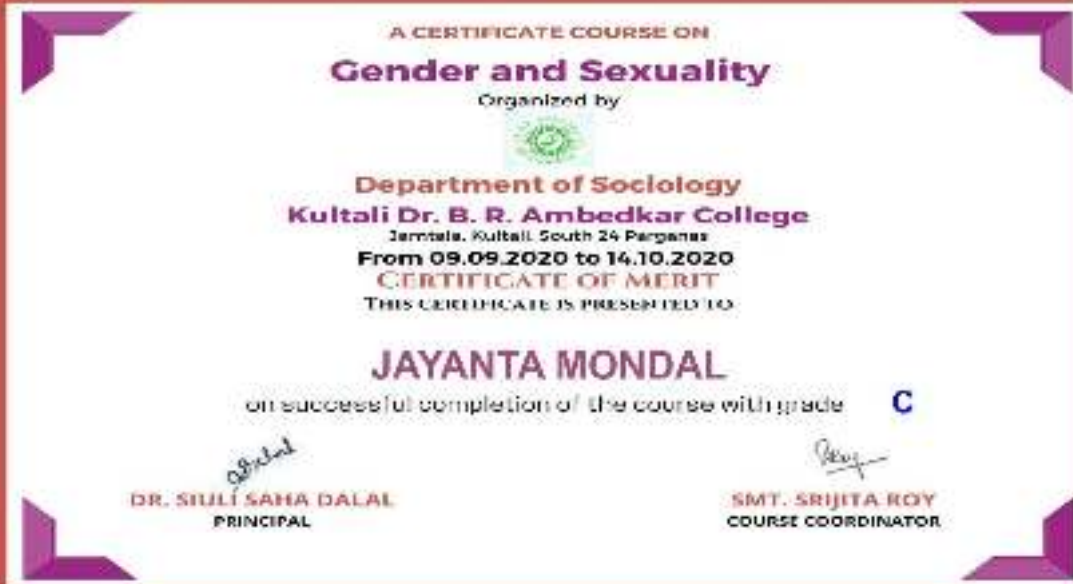 A CERTIFICATE COURSE ON
Gender and Sexuality
Organized by
Department of Sociology
Kultali Dr. B. R. Ambedkar College
Jamtala, Kultali, South 24 Parganas
From 09.09.2020 to 14.10.2020
CERTIFICATE OF MERIT
THIS CERTIFICATE IS PRESENTED TO
JAYANTA MONDAL
on successful completion of the course with grade C
DR. SIULI SAHA DALAL
PRINCIPAL
SMT. SRIJITA ROY
COURSE COORDINATOR